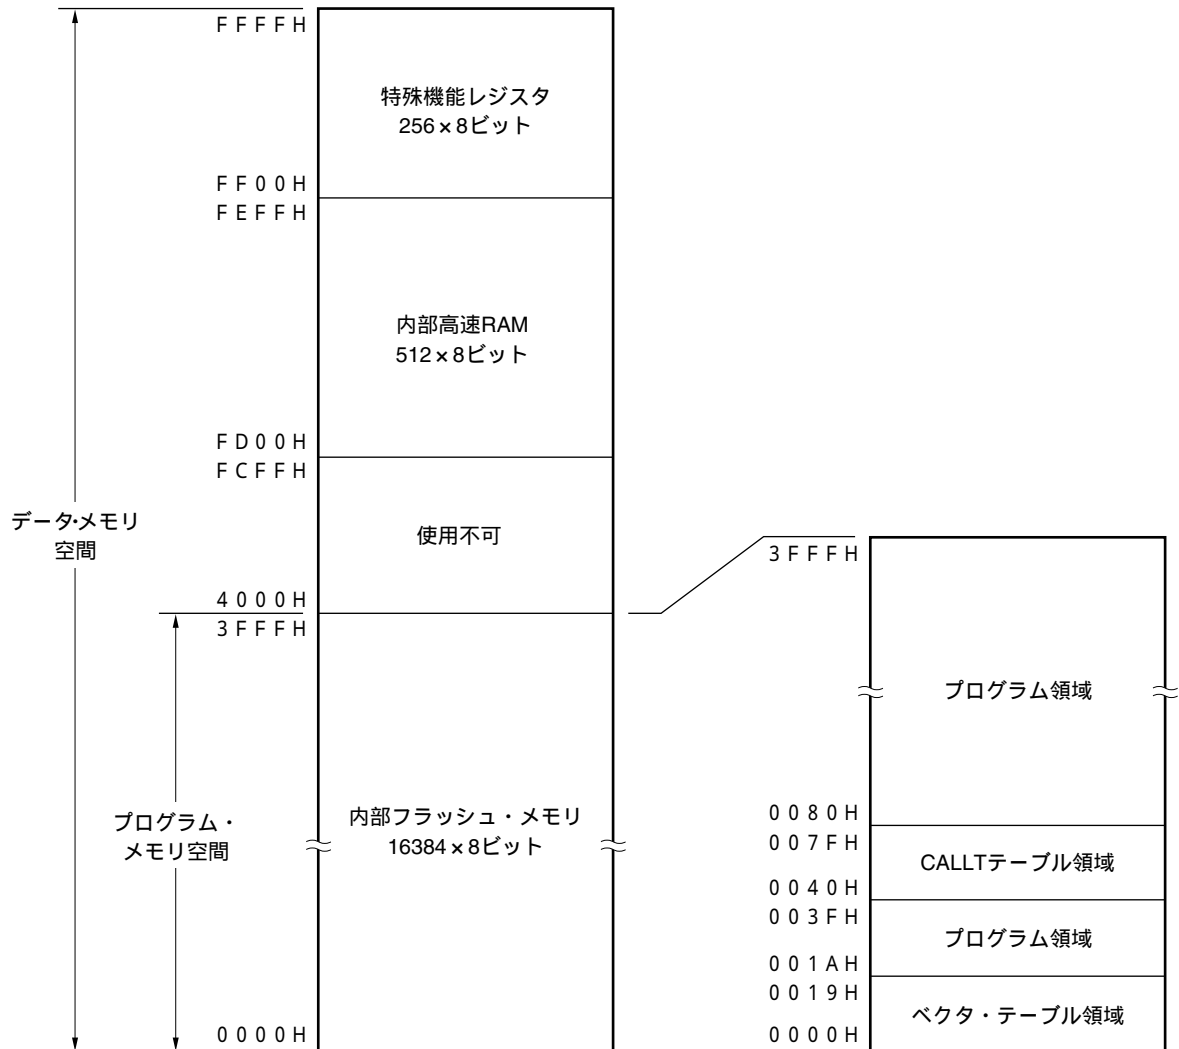 FFFFH
特殊機能レジスタ
256×8ビット
FF00H
FEFFH
内部高速RAM
512×8ビット
FD00H
FCFFH
データ・メモリ
空間
使用不可
4000H
3FFFH
プログラム・
メモリ空間
内部フラッシュ・メモリ
16384×8ビット
0000H
3FFFH
プログラム領域
0080H
007FH
CALLTテーブル領域
0040H
003FH
プログラム領域
001AH
0019H
ベクタ・テーブル領域
0000H